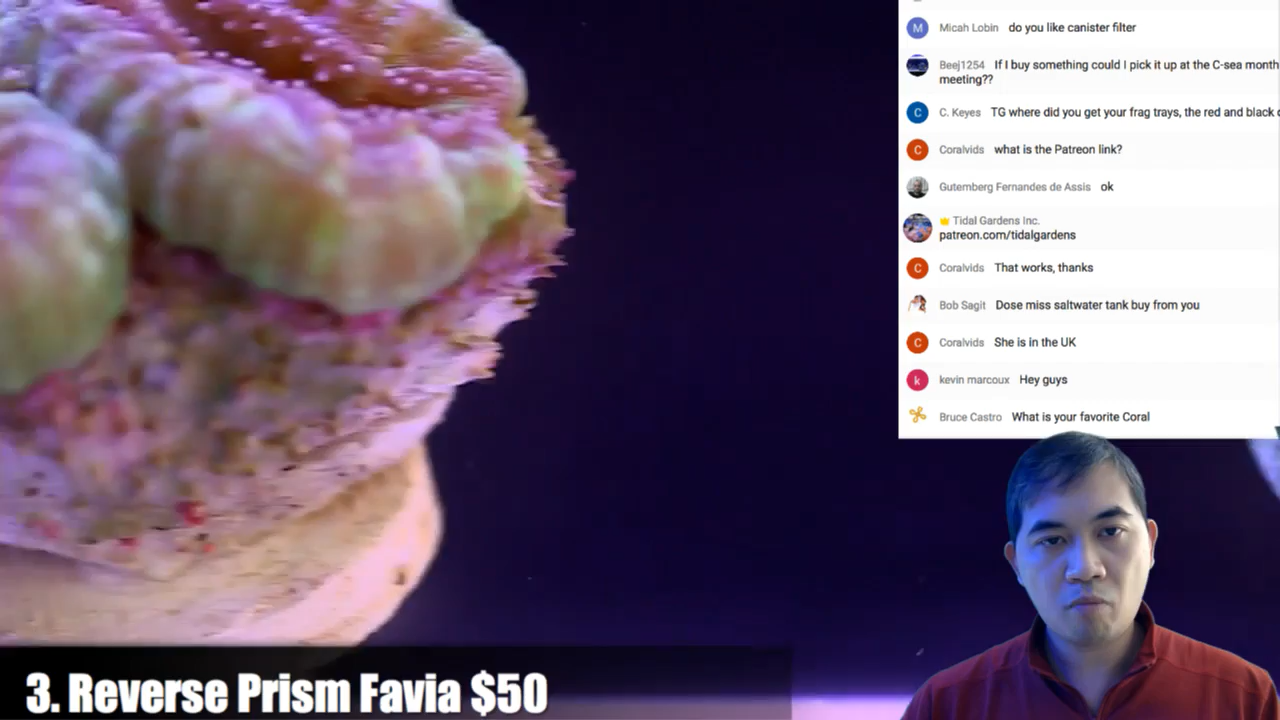 M Micah Lobin do you like canister filter
Beej1254 If I buy something could I pick it up at the C-sea month
meeting??
C C. Keyes TG where did you get your frag trays, the red and black
C Coralvids what is the Patreon link?
Gutemberg Fernandes de Assis ok
Tidal Gardens Inc.
patreon.com/tidalgardens
C Coralvids That works, thanks
Bob Sagit Dose miss saltwater tank buy from you
C Coralvids She is in the UK
k kevin marcoux Hey guys
Bruce Castro What is your favorite Coral
3. Reverse Prism Favia $50